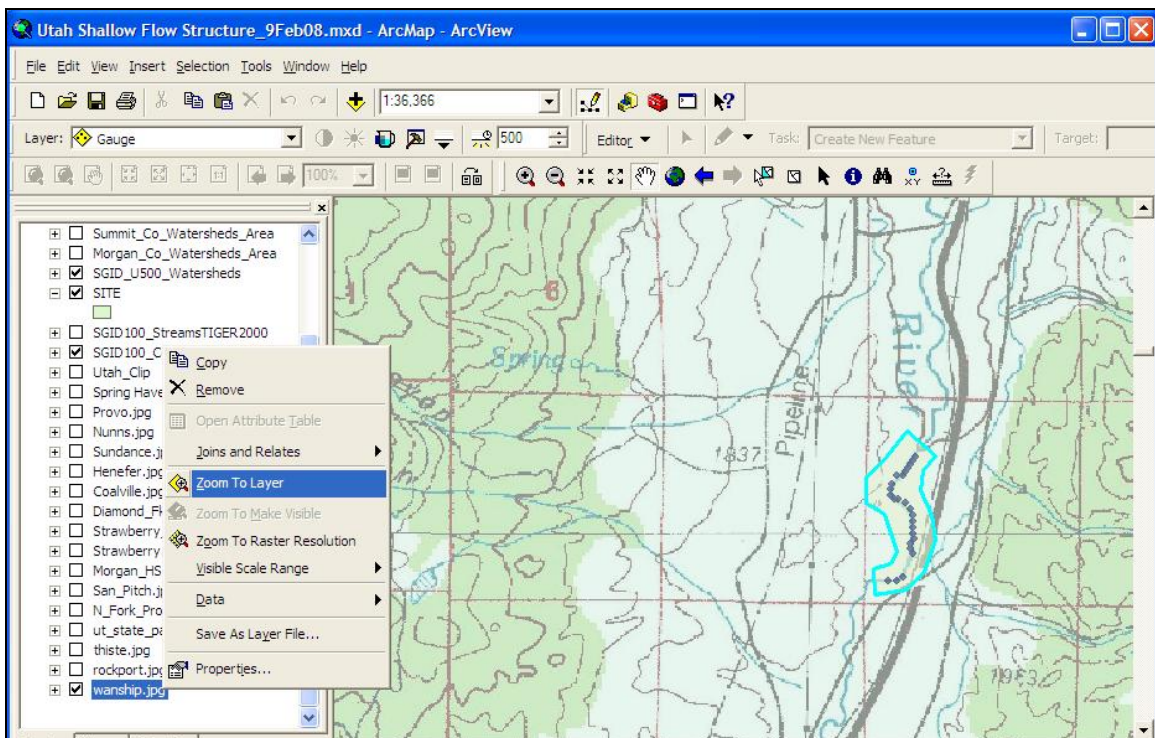 Utah Shallow Flow Structure_9Feb08.mxd - ArcMap - ArcView
File Edit View Insert Selection Tools Window Help
1:36,366
Layer: Gauge 500 Editor Task: Create New Feature Target:
100%
Summit_Co_Watersheds_Area
Morgan_Co_Watersheds_Area
SGID_U500_Watersheds
SITE
SGID100_StreamsTIGER2000
SGID100_C
Utah_Clip
Spring Have
Provo.jpg
Nunns.jpg
Sundance.j
Henefer.jpg
Coalville.jpg
Diamond_F
Strawberry
Strawberry
Morgan_HS
San_Pitch.j
N_Fork_Pro
ut_state_pa
thiste.jpg
rockport.jpg
wanship.jpg
Copy
Remove
Open Attribute Table
Joins and Relates
Zoom To Layer
Zoom To Make Visible
Zoom To Raster Resolution
Visible Scale Range
Data
Save As Layer File...
Properties...
6
Spring
River
Pipeline
1837
1953